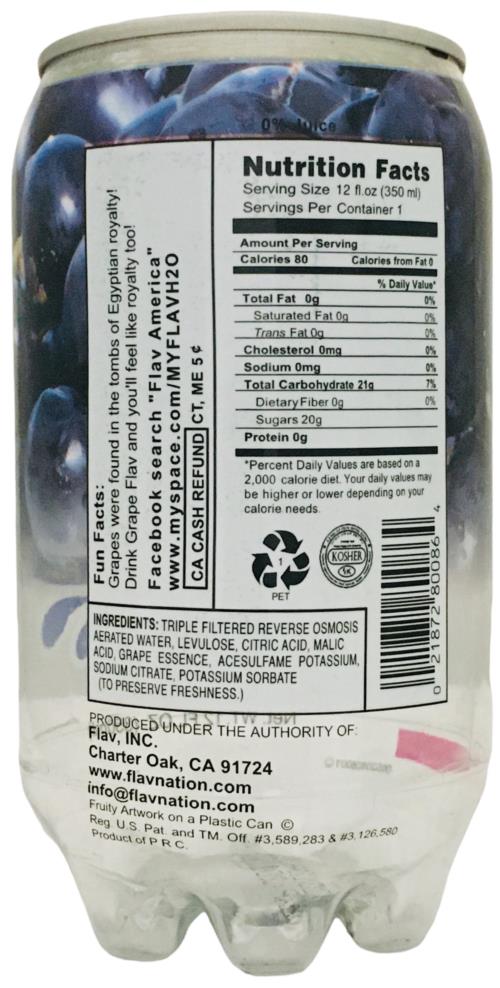 0% Juice
Nutrition Facts
Serving Size 12 fl.oz (350 ml)
Servings Per Container 1
Amount Per Serving
Calories 80 Calories from Fat 0
% Daily Value*
Total Fat 0g 0%
Saturated Fat 0g 0%
Trans Fat 0g 0%
Cholesterol 0mg 0%
Sodium 0mg 0%
Total Carbohydrate 21g 7%
Dietary Fiber 0g 0%
Sugars 20g
Protein 0g
*Percent Daily Values are based on a
2,000 calorie diet. Your daily values may
be higher or lower depending on your
calorie needs.
1
PET
KOSHER
0 21872 80086 4
Fun Facts:
Grapes were found in the tombs of Egyptian royalty!
Drink Grape Flav and you'll feel like royalty too!
Facebook search "Flav America"
www.myspace.com/MYFLAVH2O
CA CASH REFUND CT, ME 5¢
INGREDIENTS: TRIPLE FILTERED REVERSE OSMOSIS
AERATED WATER, LEVULOSE, CITRIC ACID, MALIC
ACID, GRAPE ESSENCE, ACESULFAME POTASSIUM,
SODIUM CITRATE, POTASSIUM SORBATE
(TO PRESERVE FRESHNESS.)
PRODUCED UNDER THE AUTHORITY OF:
Flav, INC.
Charter Oak, CA 91724
www.flavnation.com
info@flavnation.com
Fruity Artwork on a Plastic Can ©
Reg. U.S. Pat. and TM. Off. #3,589,283 & #3,126,580
Product of P R C.